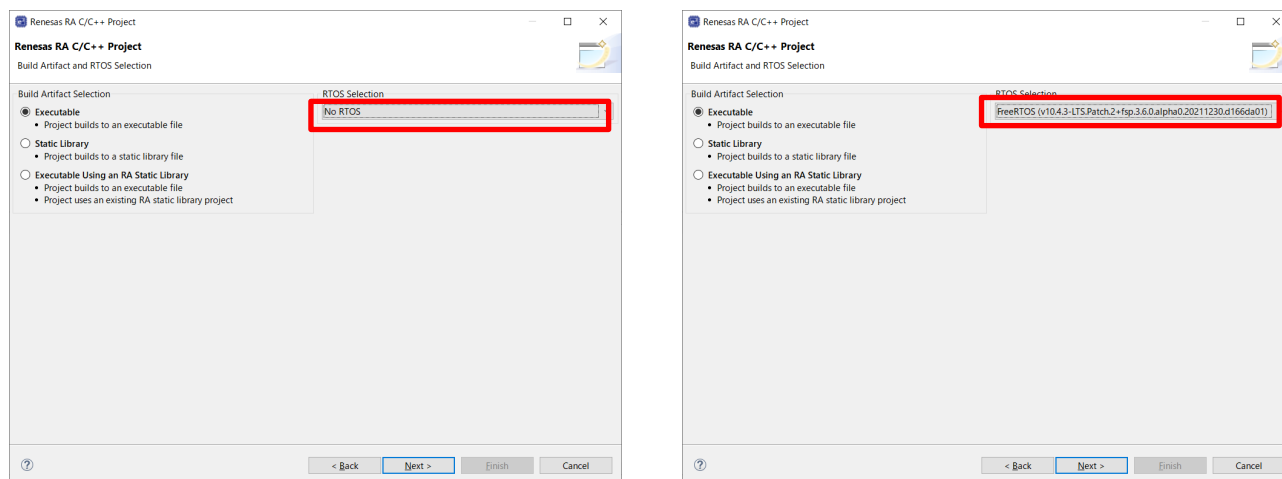 Renesas RA C/C++ Project
Renesas RA C/C++ Project
Build Artifact and RTOS Selection
Build Artifact Selection
RTOS Selection
Executable
No RTOS
• Project builds to an executable file
Static Library
• Project builds to a static library file
Executable Using an RA Static Library
• Project builds to an executable file
• Project uses an existing RA static library project
?
< Back
Next >
Finish
Cancel
Renesas RA C/C++ Project
Renesas RA C/C++ Project
Build Artifact and RTOS Selection
Build Artifact Selection
RTOS Selection
Executable
FreeRTOS (v10.4.3-LTS.Patch.2+fsp.3.6.0.alpha0.20211230.d166da01)
• Project builds to an executable file
Static Library
• Project builds to a static library file
Executable Using an RA Static Library
• Project builds to an executable file
• Project uses an existing RA static library project
?
< Back
Next >
Finish
Cancel